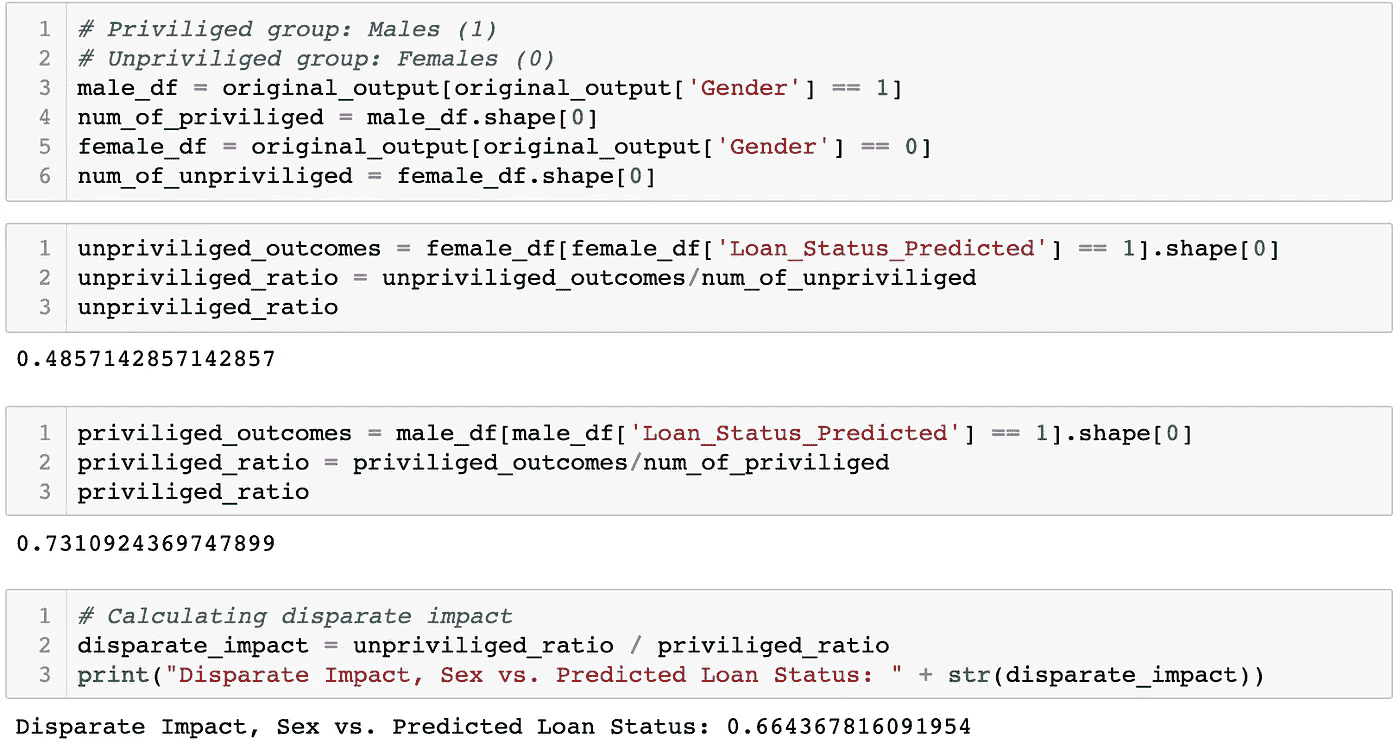 1 # Priviliged group: Males (1)
2 # Unpriviliged group: Females (0)
3 male_df = original_output[original_output['Gender'] == 1]
4 num_of_priviliged = male_df.shape[0]
5 female_df = original_output[original_output['Gender'] == 0]
6 num_of_unpriviliged = female_df.shape[0]
1 unpriviliged_outcomes = female_df[female_df['Loan_Status_Predicted'] == 1].shape[0]
2 unpriviliged_ratio = unpriviliged_outcomes/num_of_unpriviliged
3 unpriviliged_ratio
0.4857142857142857
1 priviliged_outcomes = male_df[male_df['Loan_Status_Predicted'] == 1].shape[0]
2 priviliged_ratio = priviliged_outcomes/num_of_priviliged
3 priviliged_ratio
0.7310924369747899
1 # Calculating disparate impact
2 disparate_impact = unpriviliged_ratio / priviliged_ratio
3 print("Disparate Impact, Sex vs. Predicted Loan Status: " + str(disparate_impact))
Disparate Impact, Sex vs. Predicted Loan Status: 0.664367816091954